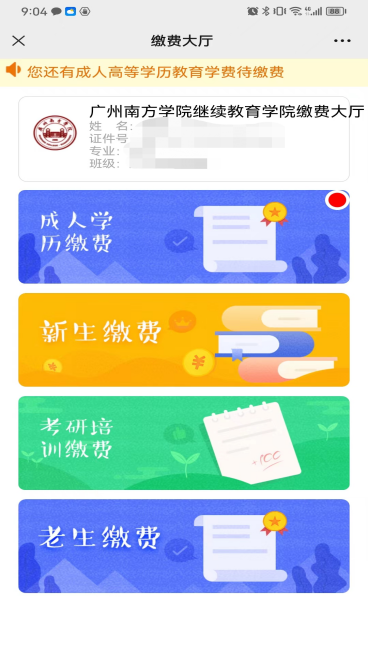 9:04
缴费大厅
您还有成人高等学历教育学费待缴费
广州南方学院继续教育学院缴费大厅
姓 名:
证件号
专业:
班级:
成人学
历缴费
新生缴费
考研培
训缴费
+100
老生缴费